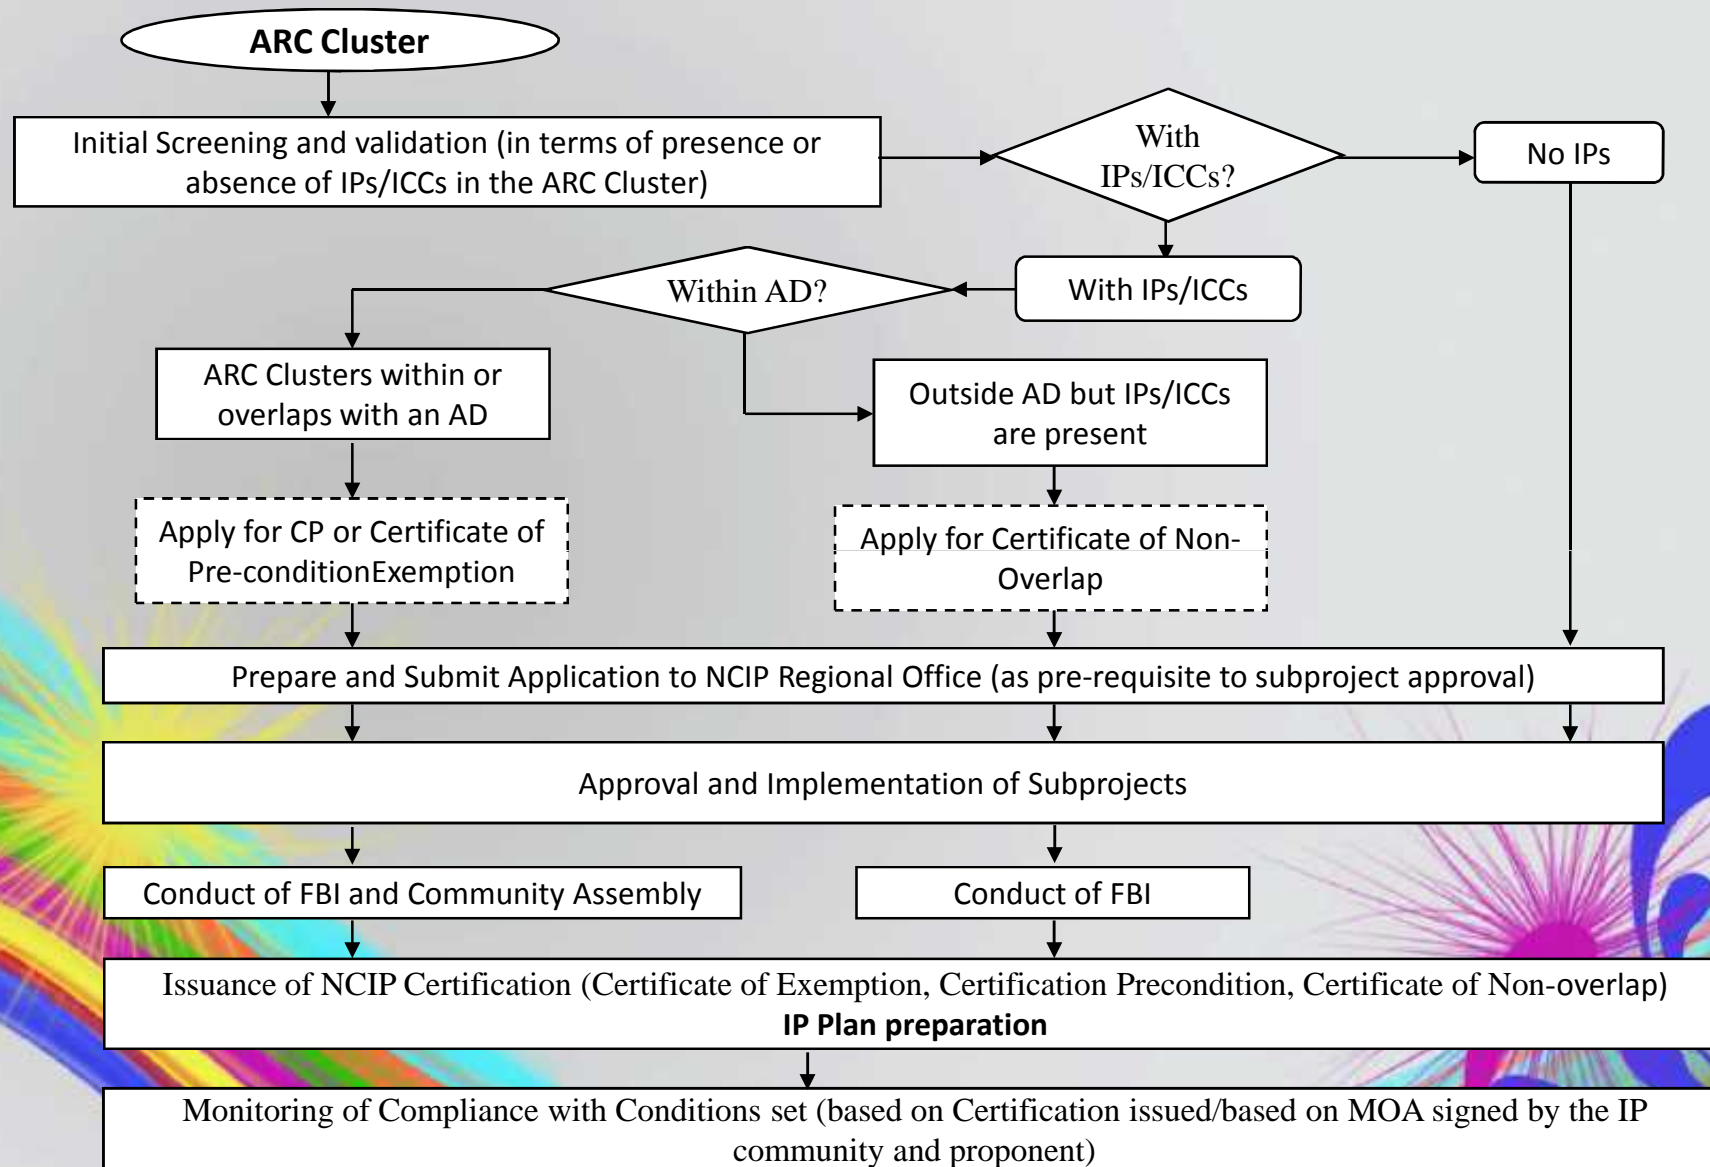 ARC Cluster
Initial Screening and validation (in terms of presence or
absence of IPs/ICCs in the ARC Cluster)
With
IPs/ICCs?
No IPs
Within AD?
With IPs/ICCs
ARC Clusters within or
overlaps with an AD
Outside AD but IPs/ICCs
are present
Apply for CP or Certificate of
Pre-conditionExemption
Apply for Certificate of Non-
Overlap
Prepare and Submit Application to NCIP Regional Office (as pre-requisite to subproject approval)
Approval and Implementation of Subprojects
Conduct of FBI and Community Assembly
Conduct of FBI
Issuance of NCIP Certification (Certificate of Exemption, Certification Precondition, Certificate of Non-overlap)
IP Plan preparation
Monitoring of Compliance with Conditions set (based on Certification issued/based on MOA signed by the IP
community and proponent)